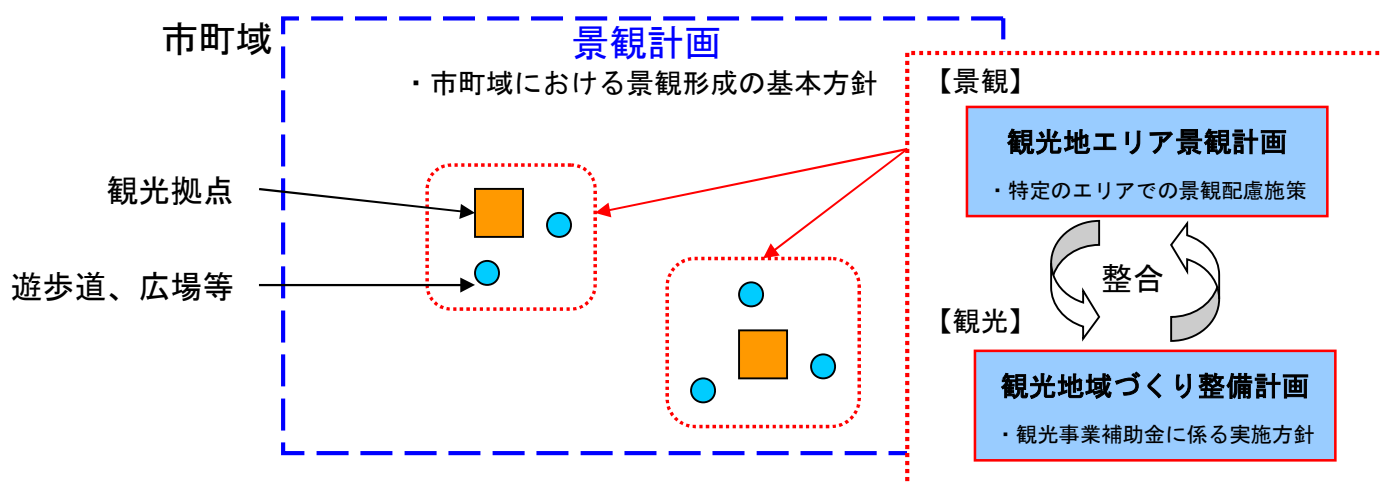 市町域
景観計画
・市町域における景観形成の基本方針
観光拠点
遊歩道、広場等
【景観】
観光地エリア景観計画
・特定のエリアでの景観配慮施策
整合
【観光】
観光地域づくり整備計画
・観光事業補助金に係る実施方針